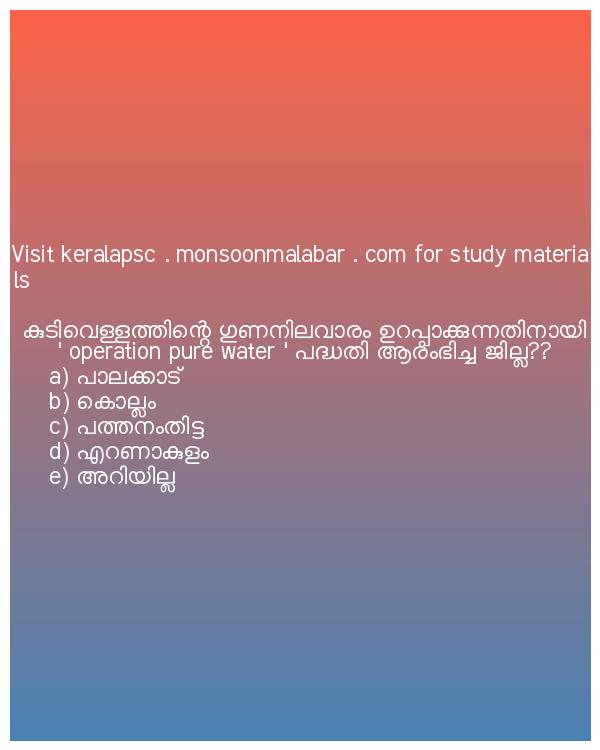 Visit keralapsc . monsoonmalabar . com for study materia
ls
കുടിവെള്ളത്തിന്റെ ഗുണനിലവാരം ഉറപ്പാക്കുന്നതിനായി
' operation pure water ' പദ്ധതി ആരംഭിച്ച ജില്ല??
a) പാലക്കാട്
b) കൊല്ലം
c) പത്തനംതിട്ട
d) എറണാകുളം
e) അറിയില്ല